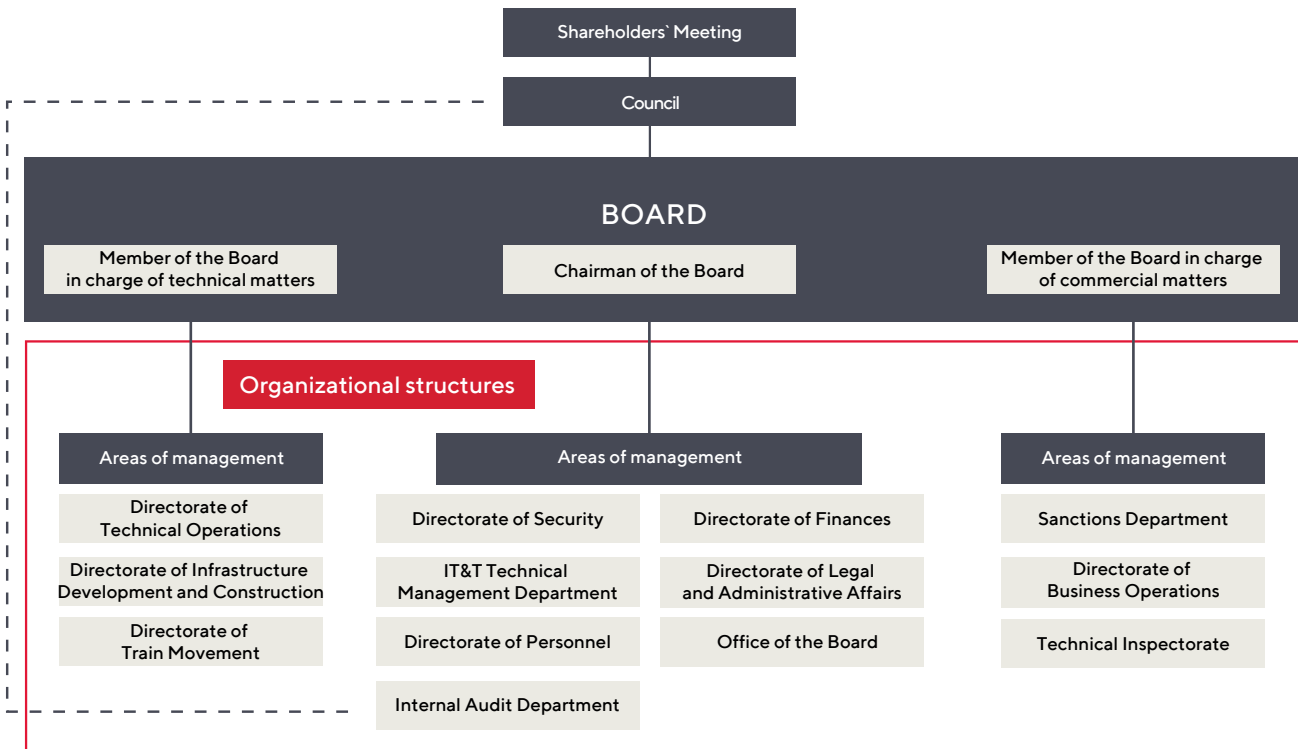 Shareholders` Meeting
Council
BOARD
Member of the Board
in charge of technical matters
Chairman of the Board
Member of the Board in charge
of commercial matters
Organizational structures
Areas of management
Directorate of
Technical Operations
Directorate of Infrastructure
Development and Construction
Directorate of
Train Movement
Areas of management
Directorate of Security
IT&T Technical
Management Department
Directorate of Personnel
Internal Audit Department
Directorate of Finances
Directorate of Legal
and Administrative Affairs
Office of the Board
Areas of management
Sanctions Department
Directorate of
Business Operations
Technical Inspectorate